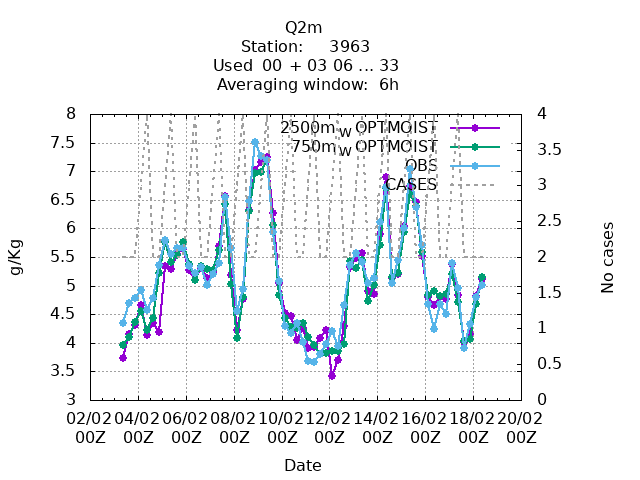 Q2m
Station: 3963
Used 00 + 03 06 ... 33
Averaging window: 6h
2500m_W OPTMOIST
750m_W OPTMOIST
OBS
CASES
g/Kg
8
7.5
7
6.5
6
5.5
5
4.5
4
3.5
3
No cases
4
3.5
3
2.5
2
1.5
1
0.5
0
02/02 04/02 06/02 08/02 10/02 12/02 14/02 16/02 18/02 20/02
00Z 00Z 00Z 00Z 00Z 00Z 00Z 00Z 00Z 00Z
Date